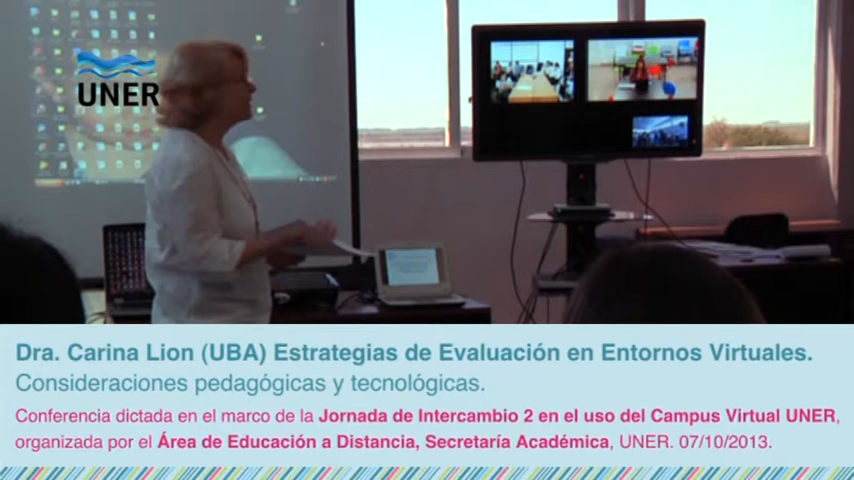 UNER
Dra. Carina Lion (UBA) Estrategias de Evaluación en Entornos Virtuales.
Consideraciones pedagógicas y tecnológicas.
Conferencia dictada en el marco de la Jornada de Intercambio 2 en el uso del Campus Virtual UNER,
organizada por el Área de Educación a Distancia, Secretaría Académica, UNER. 07/10/2013.